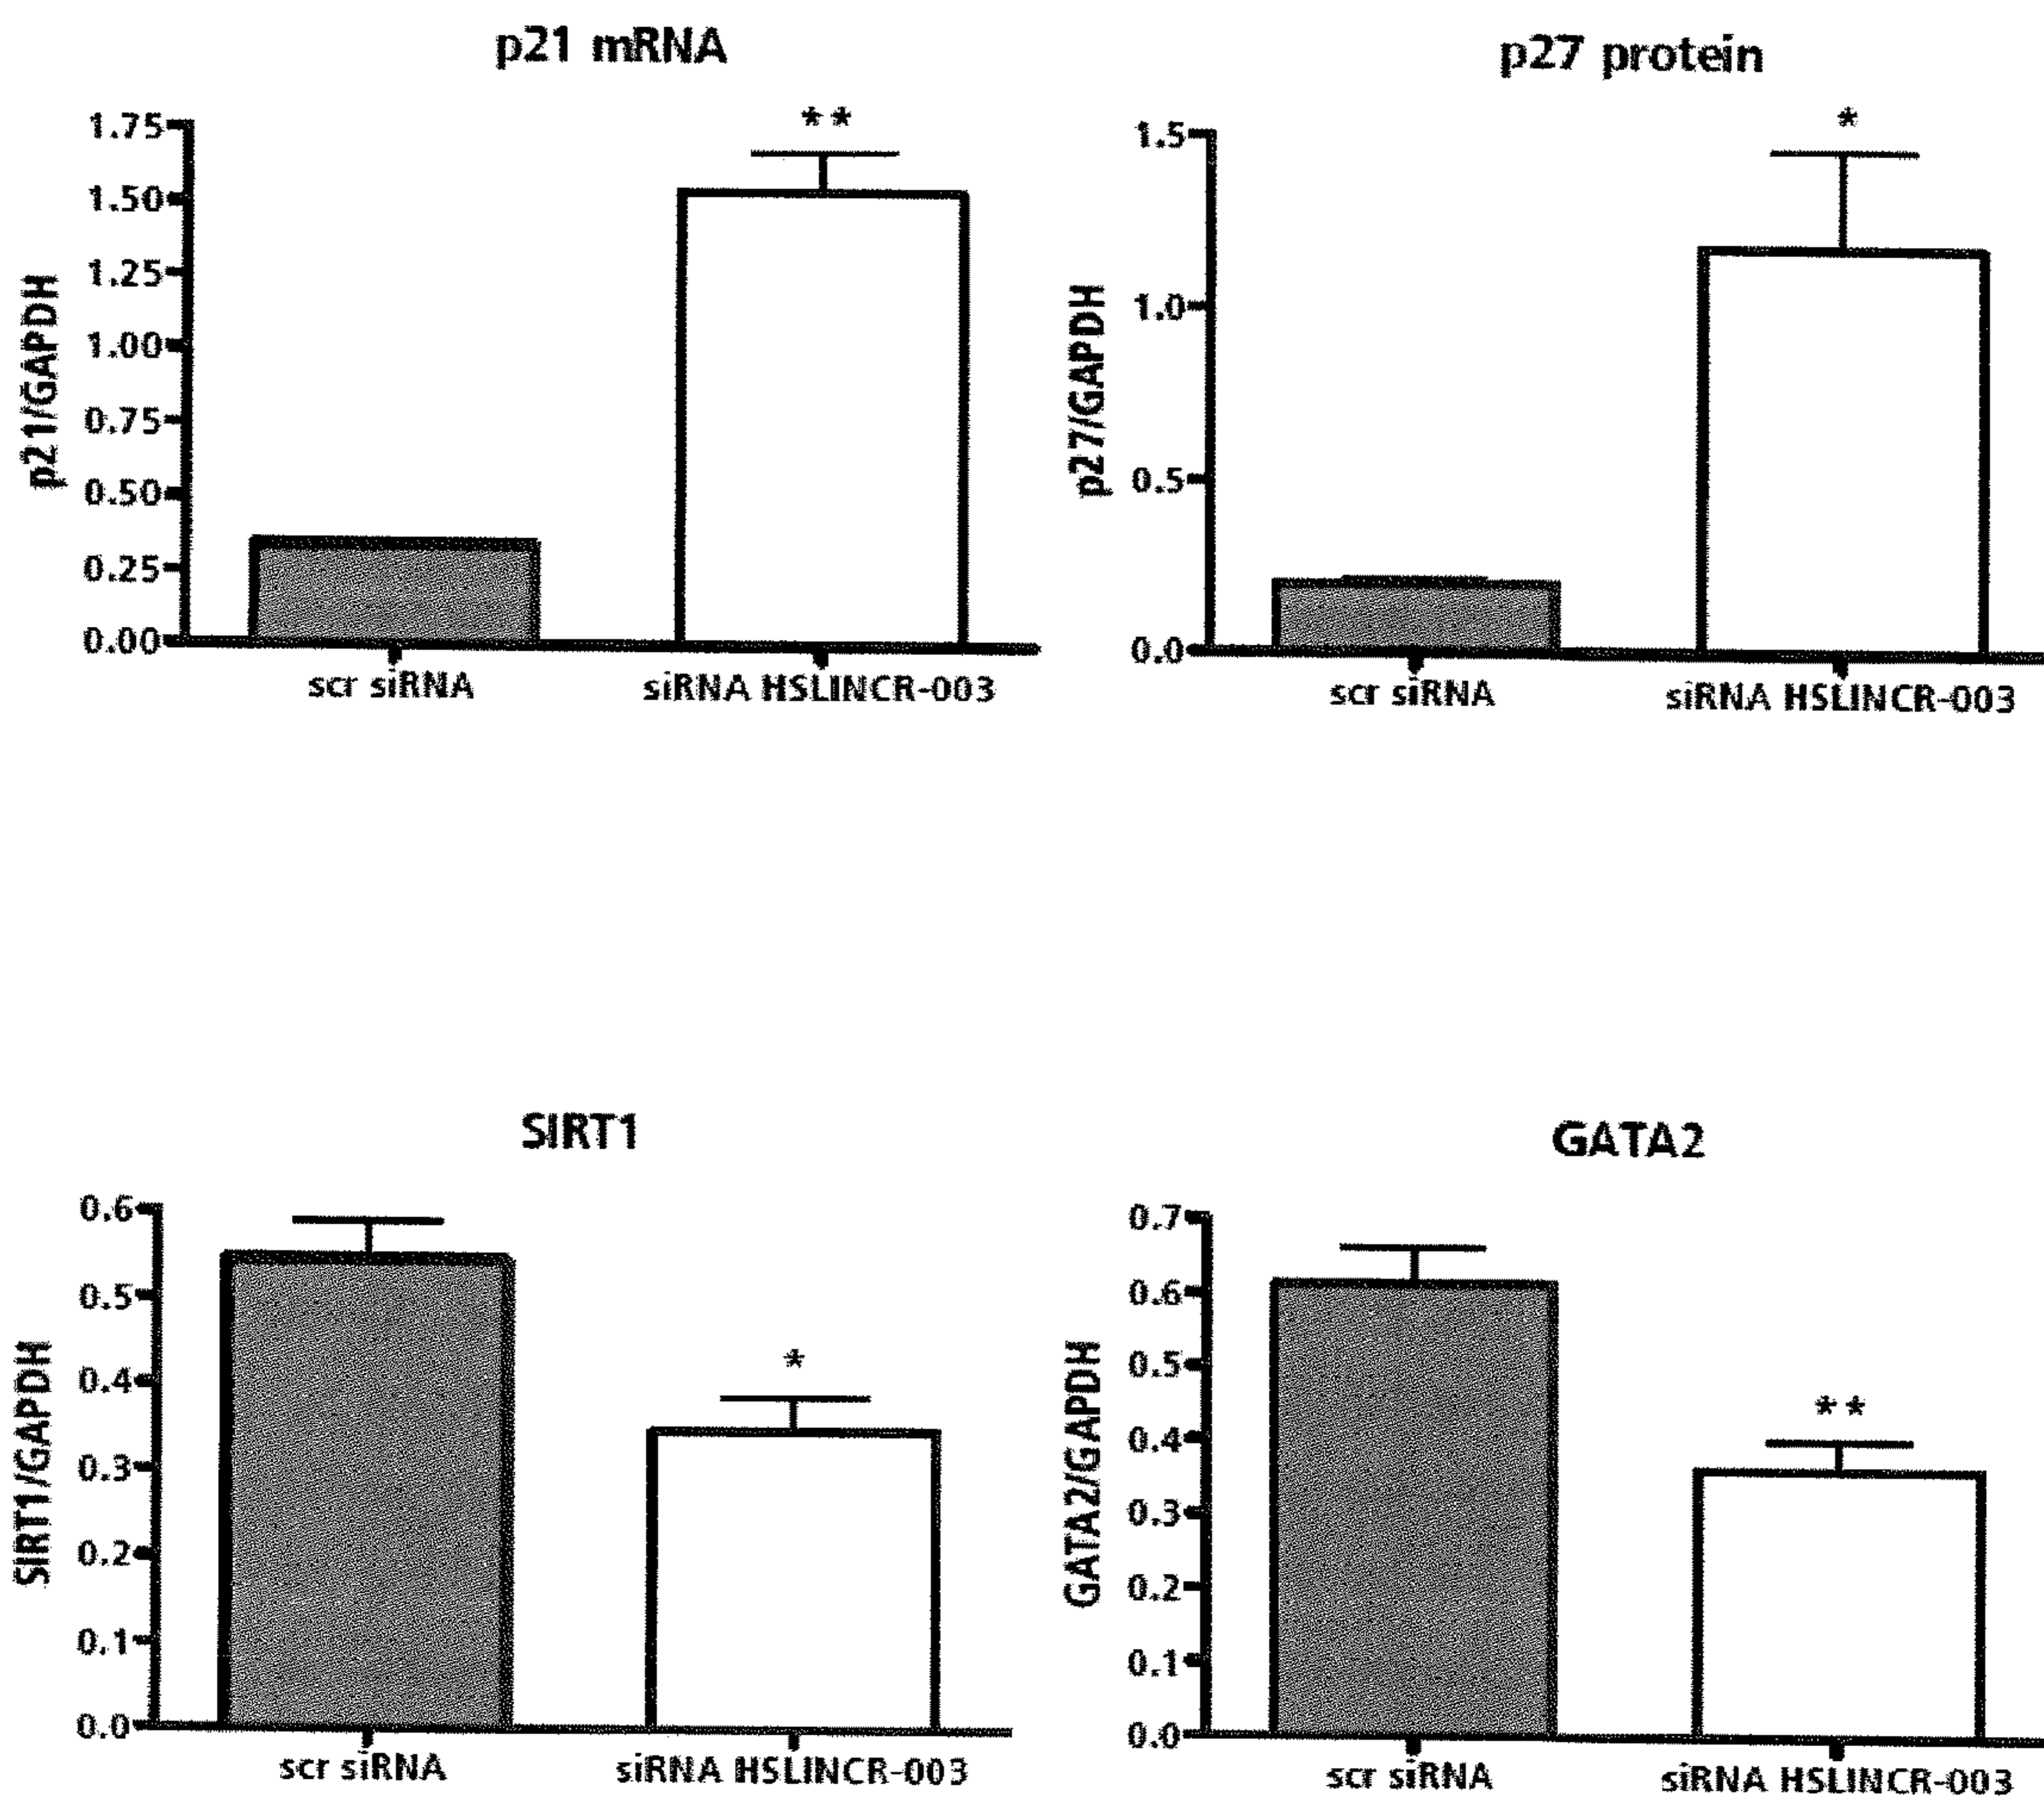 p21 mRNA
**
p21/GAPDH
1.75
1.50
1.25
1.00
0.75
0.50
0.25
0.00
scr siRNA
siRNA HSLINCR-003
p27 protein
*
p27/GAPDH
1.5
1.0
0.5
0.0
scr siRNA
siRNA HSLINCR-003
SIRT1
*
SIRT1/GAPDH
0.6
0.5
0.4
0.3
0.2
0.1
0.0
scr siRNA
siRNA HSLINCR-003
GATA2
**
GATA2/GAPDH
0.7
0.6
0.5
0.4
0.3
0.2
0.1
0.0
scr siRNA
siRNA HSLINCR-003